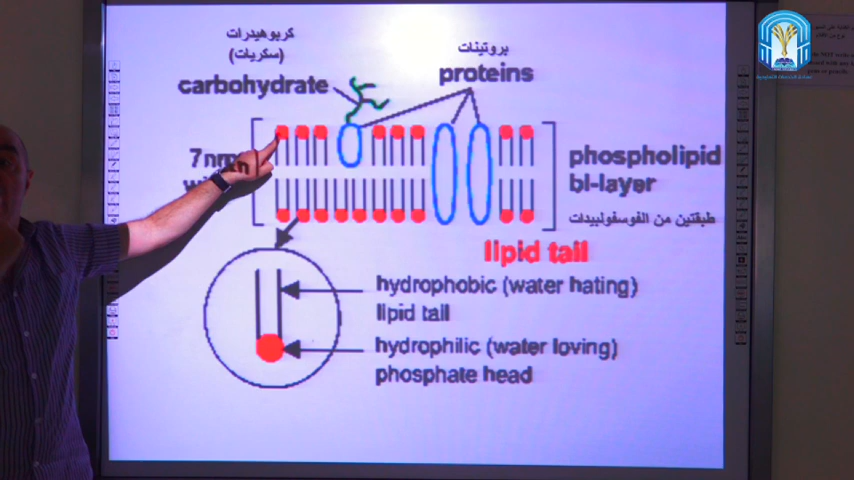 كربوهيدرات
(سكريات)
carbohydrate
بروتينات
proteins
7nm
phospholipid
bi-layer
طبقتين من الفوسفولييدات
lipid tail
hydrophobic (water hating)
lipid tail
hydrophilic (water loving)
phosphate head